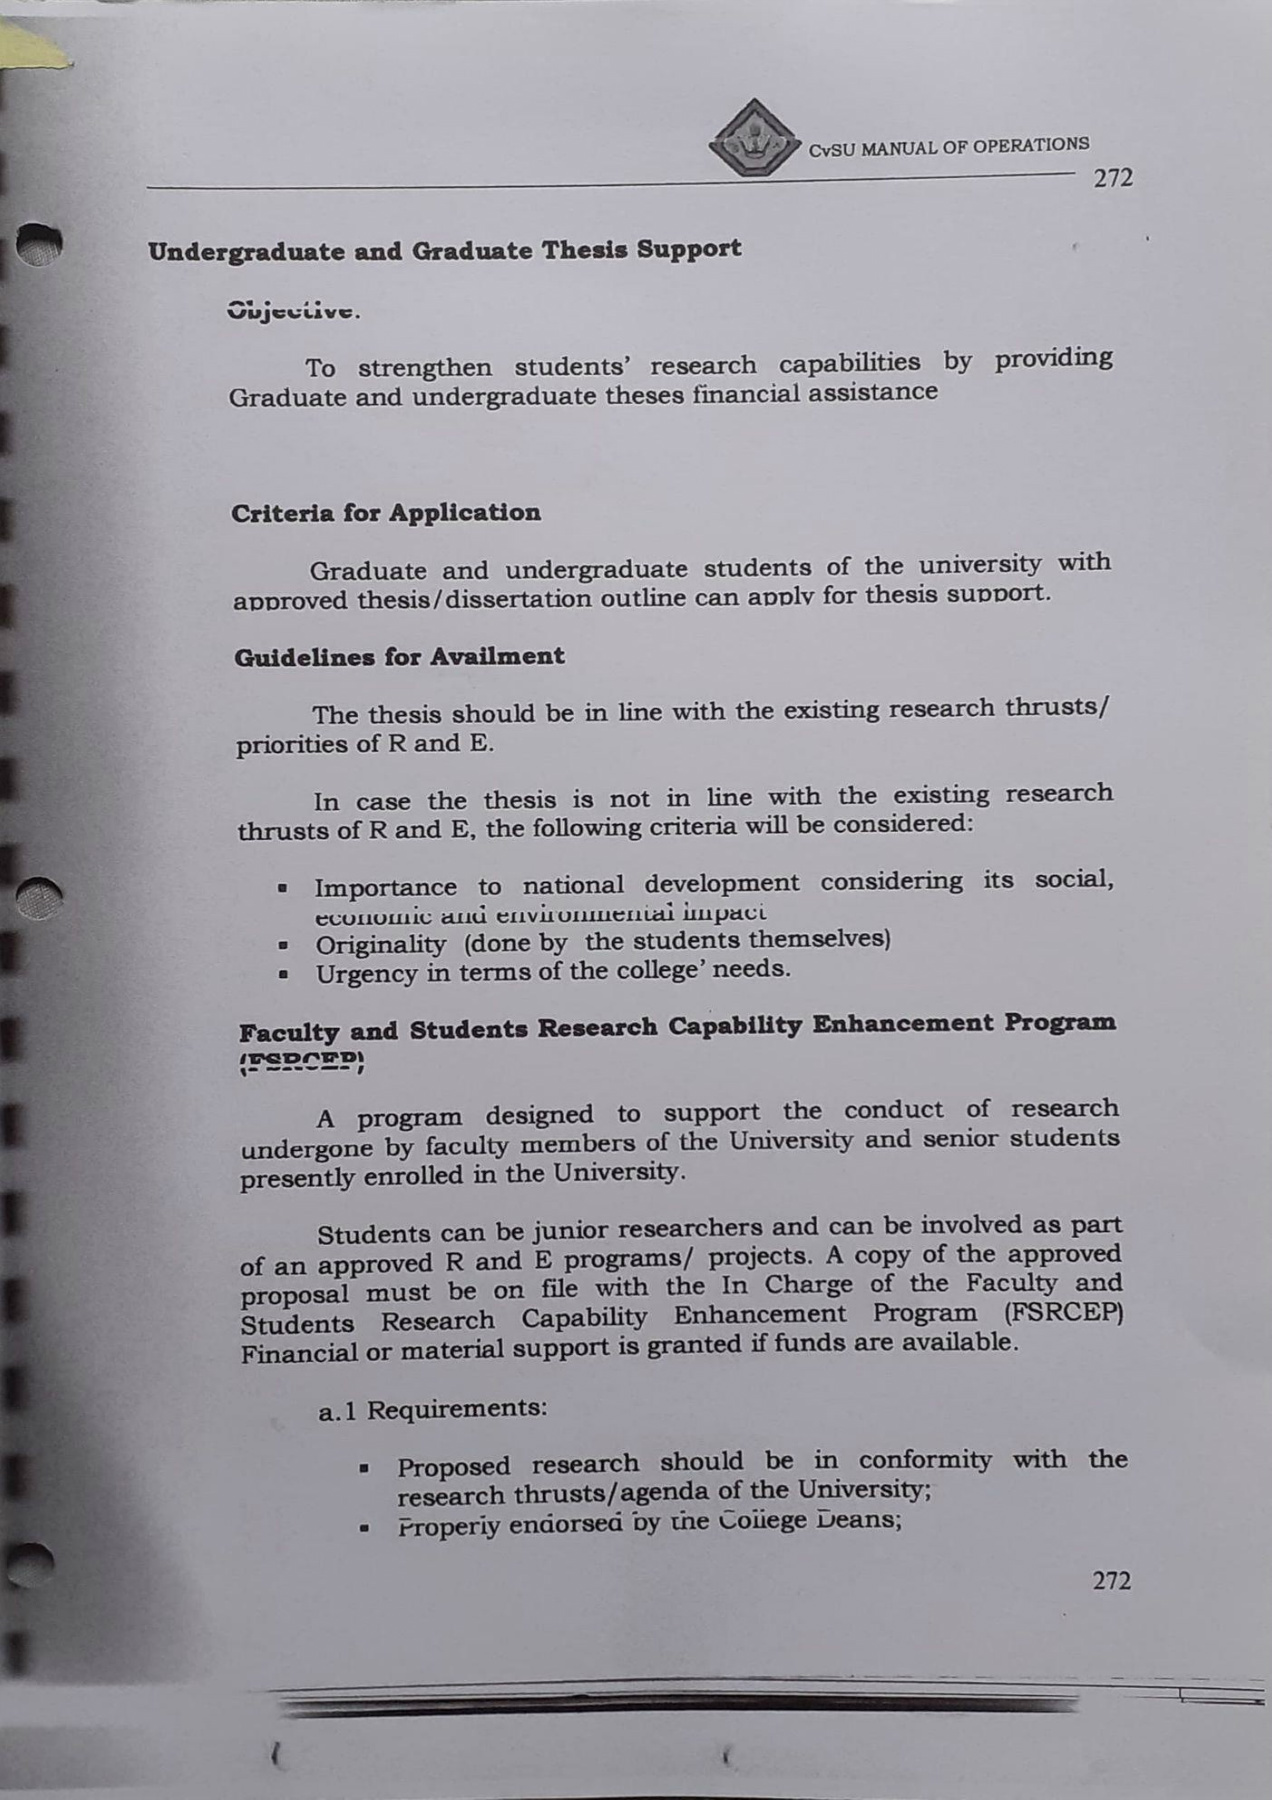 CvSU MANUAL OF OPERATIONS
272
Undergraduate and Graduate Thesis Support
Objective.
To strengthen students' research capabilities by providing
Graduate and undergraduate theses financial assistance
Criteria for Application
Graduate and undergraduate students of the university with
approved thesis/dissertation outline can apply for thesis support.
Guidelines for Availment
The thesis should be in line with the existing research thrusts/
priorities of R and E.
In case the thesis is not in line with the existing research
thrusts of R and E, the following criteria will be considered:
▪ Importance to national development considering its social,
economic and environmental impact
▪ Originality (done by the students themselves)
▪ Urgency in terms of the college' needs.
Faculty and Students Research Capability Enhancement Program
(FSRCEP)
A program designed to support the conduct of research
undergone by faculty members of the University and senior students
presently enrolled in the University.
Students can be junior researchers and can be involved as part
of an approved R and E programs/ projects. A copy of the approved
proposal must be on file with the In Charge of the Faculty and
Students Research Capability Enhancement Program (FSRCEP)
Financial or material support is granted if funds are available.
a.1 Requirements:
▪ Proposed research should be in conformity with the
research thrusts/agenda of the University;
▪ Properly endorsed by the College Deans;
272